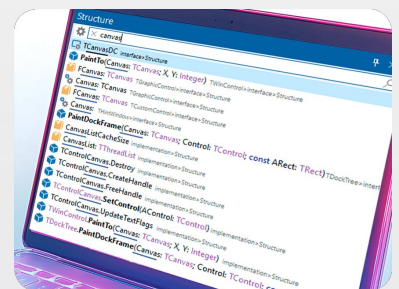 Structure
canvas
TCanvasDC interface>Structure
PaintTo(Canvas: TCanvas; X, Y: Integer) TWinControl>interface>Structure
FCanvas: TCanvas TGraphicControl>interface>Structure
Canvas: TCanvas TGraphicControl>interface>Structure
FCanvas: TCanvas TCustomControl>interface>Structure
Canvas: THintWindow>interface>Structure
PaintDockFrame(Canvas: TCanvas; Control: TControl; const ARect: TRect) TDockTree>interf
CanvasListCacheSize implementation>Structure
CanvasList: TThreadList implementation>Structure
TControlCanvas.Destroy implementation>Structure
TControlCanvas.CreateHandle implementation>Structure
TControlCanvas.FreeHandle implementation>Structure
TControlCanvas.SetControl(AControl: TControl) implementation>Structure
TControlCanvas.UpdateTextFlags implementation>Structure
TWinControl.PaintTo(Canvas: TCanvas; X, Y: Integer) implementation>Structure
TDockTree.PaintDockFrame(Canvas: TCanvas; Control: TControl;